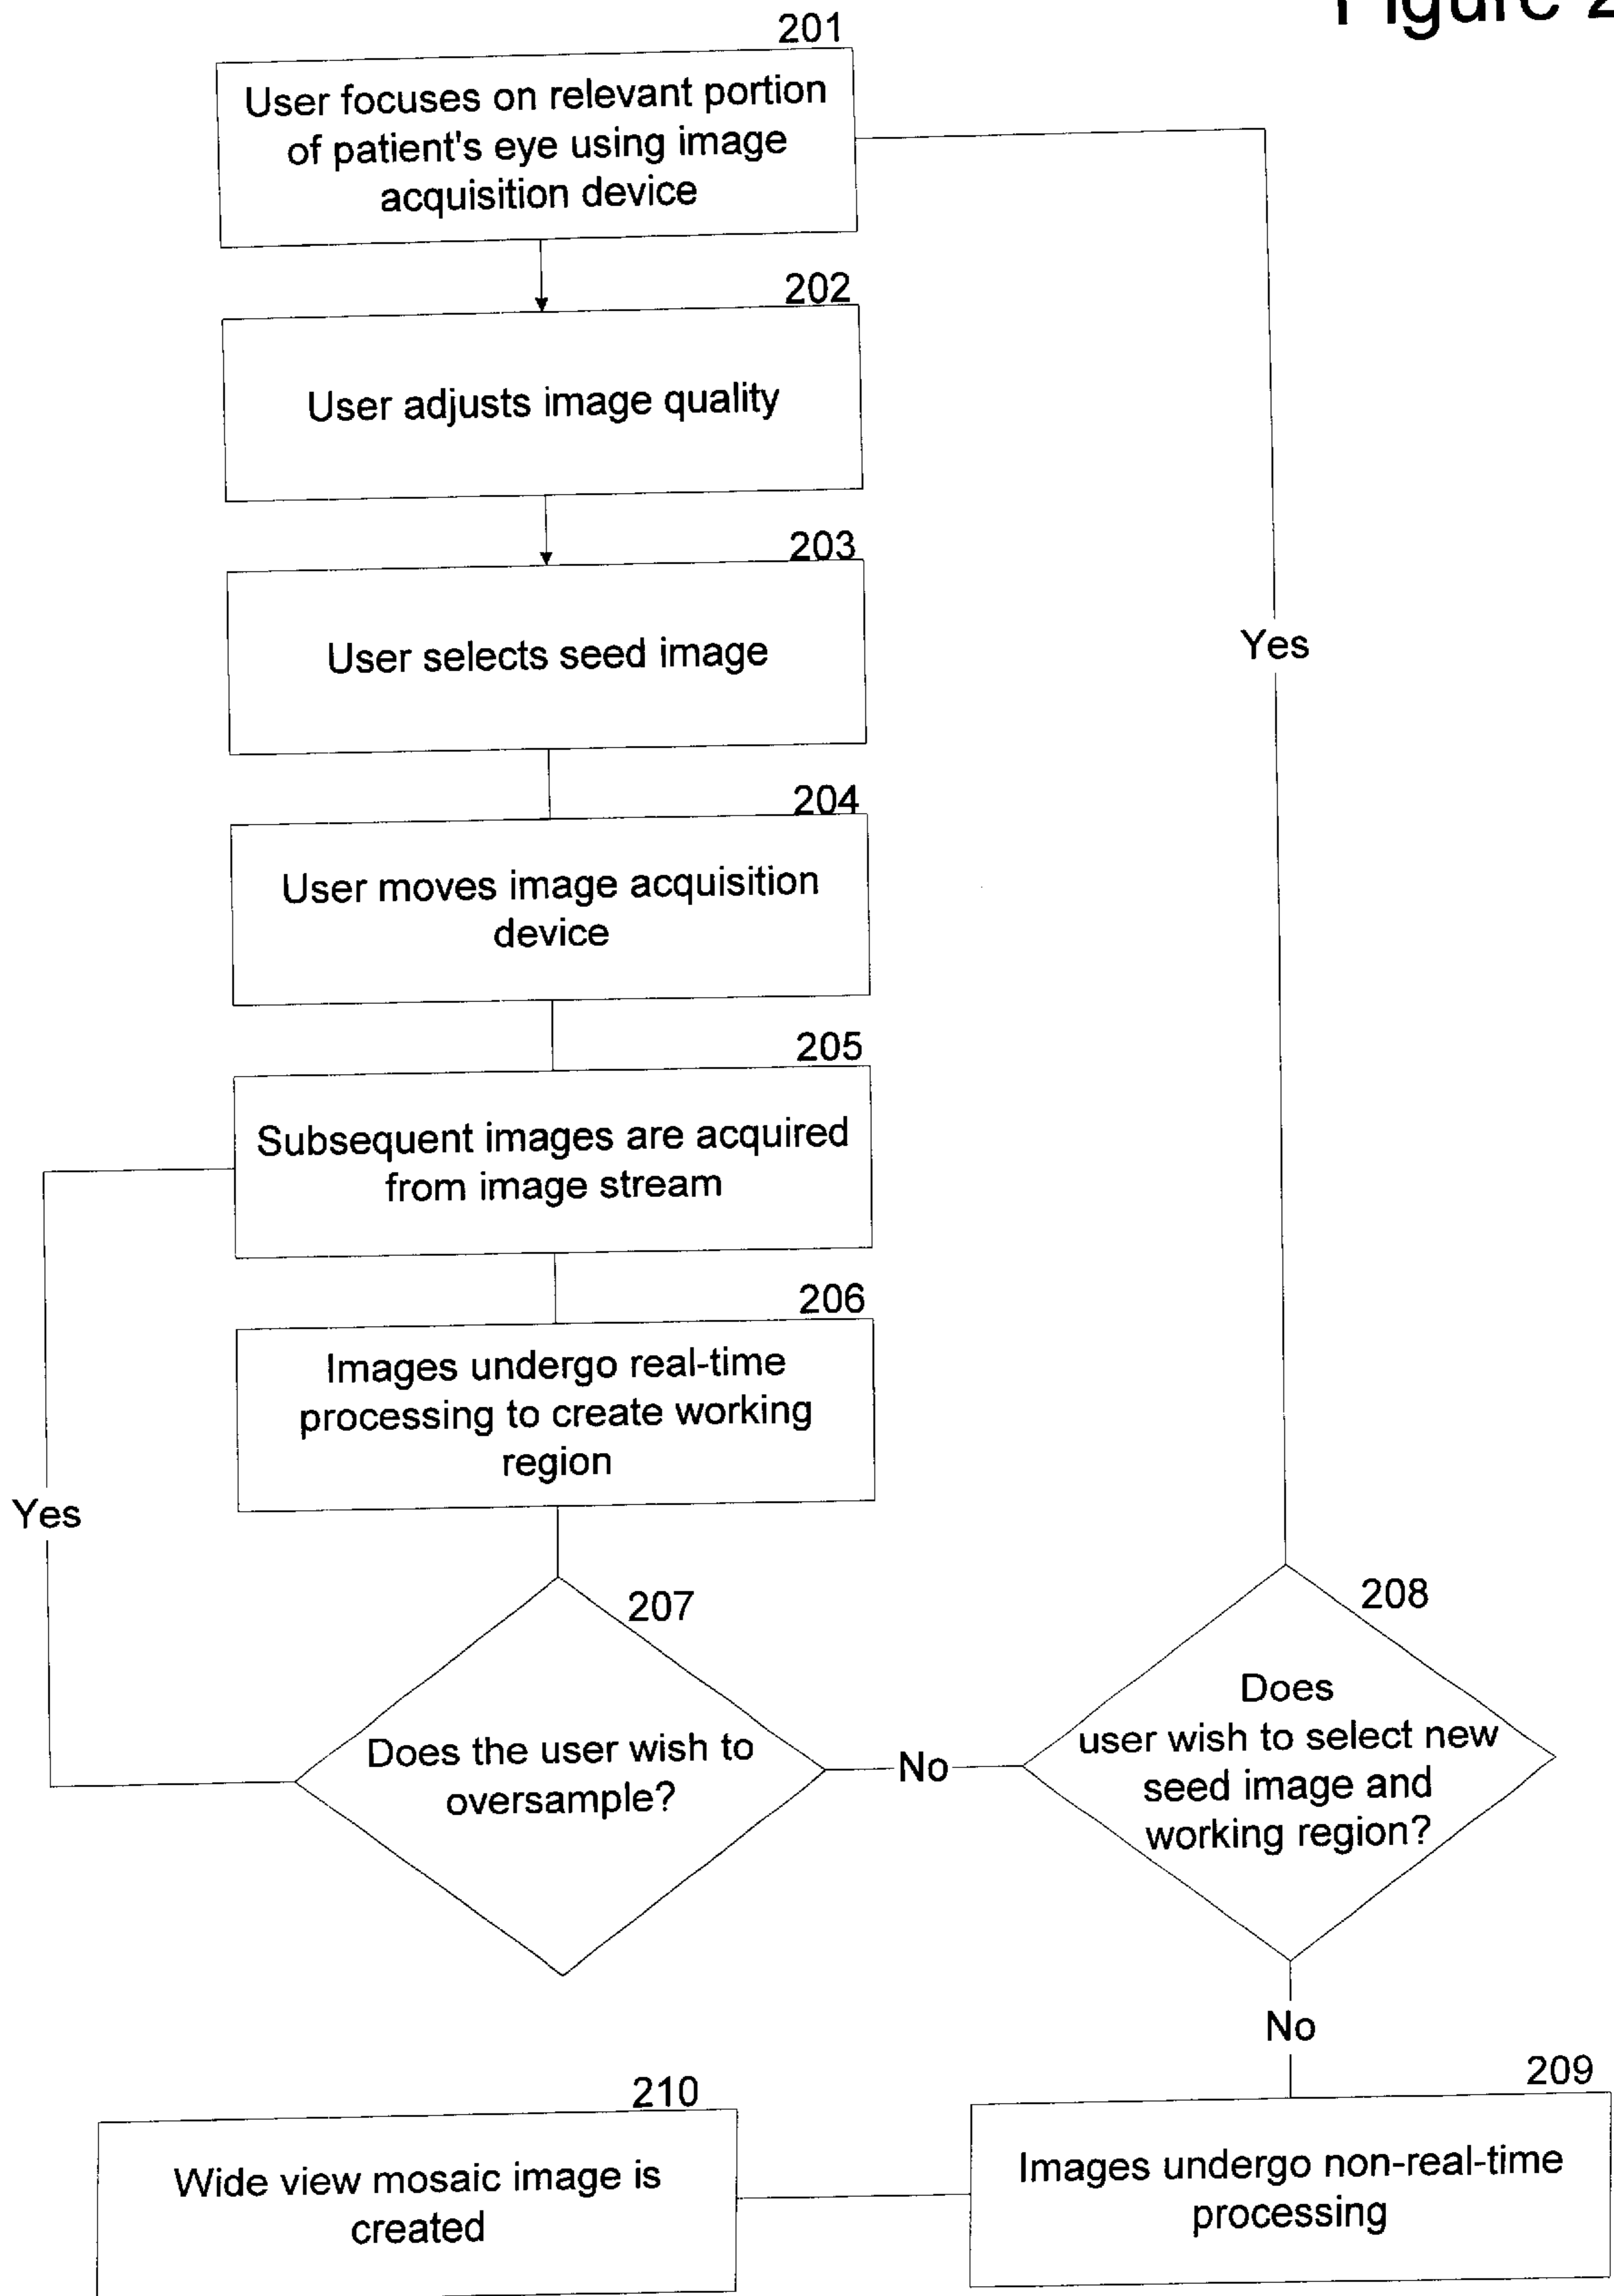 Figure 2
201
User focuses on relevant portion
of patient's eye using image
acquisition device
202
User adjusts image quality
203
User selects seed image
Yes
204
User moves image acquisition
device
205
Subsequent images are acquired
from image stream
206
Images undergo real-time
processing to create working
region
Yes
207
Does the user wish to
oversample?
No
208
Does
user wish to select new
seed image and
working region?
No
209
Images undergo non-real-time
processing
210
Wide view mosaic image is
created